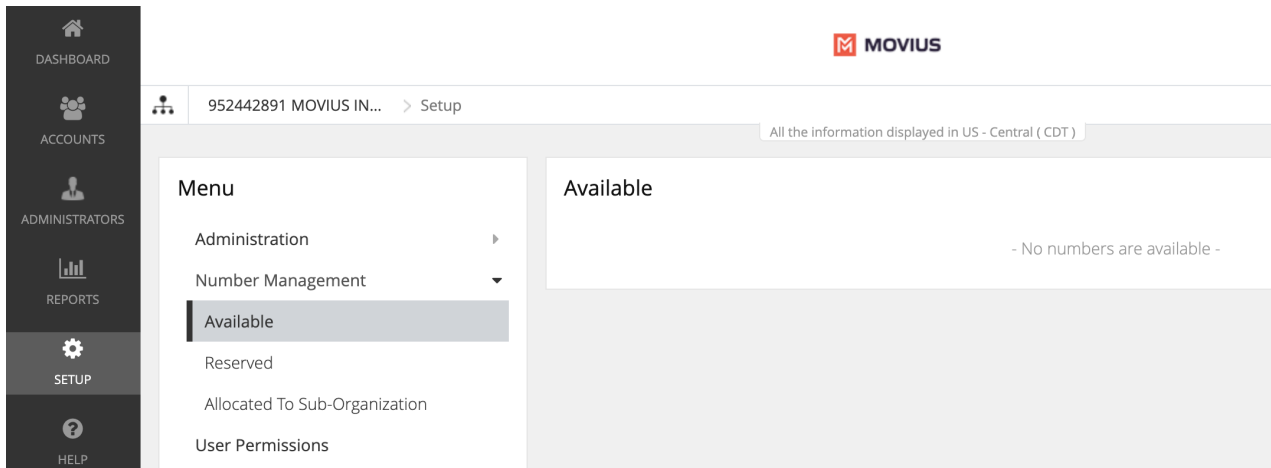 DASHBOARD
ACCOUNTS
ADMINISTRATORS
REPORTS
SETUP
HELP
MOVIUS
952442891 MOVIUS IN... > Setup
All the information displayed in US - Central ( CDT )
Menu
Administration
Number Management
Available
Reserved
Allocated To Sub-Organization
User Permissions
Available
- No numbers are available -